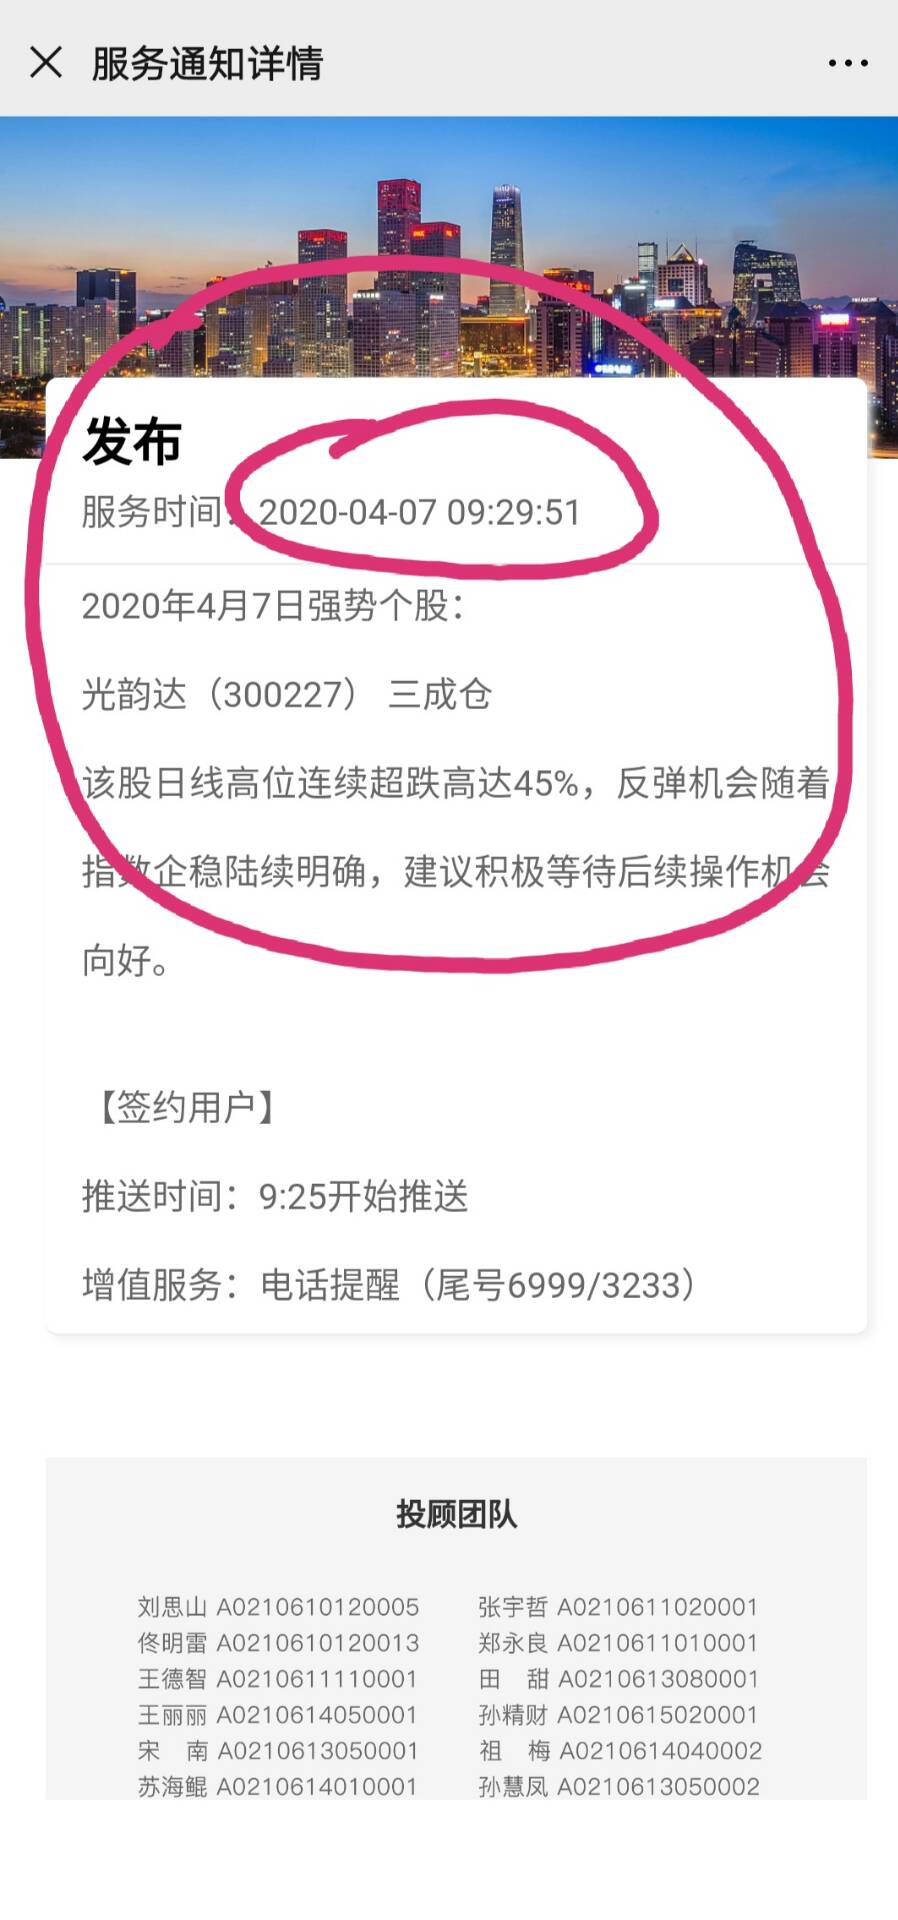 服务通知详情
发布
服务时间：2020-04-07 09:29:51
2020年4月7日强势个股：
光韵达（300227） 三成仓
该股日线高位连续超跌高达45%，反弹机会随着
指数企稳陆续明确，建议积极等待后续操作机会
向好。
【签约用户】
推送时间：9:25开始推送
增值服务：电话提醒（尾号6999/3233）
投顾团队
刘思山 A0210610120005 张宇哲 A0210611020001
佟明雷 A0210610120013 郑永良 A0210611010001
王德智 A0210611110001 田 甜 A0210613080001
王丽丽 A0210614050001 孙精财 A0210615020001
宋 南 A0210613050001 祖 梅 A0210614040002
苏海鲲 A0210614010001 孙慧凤 A0210613050002